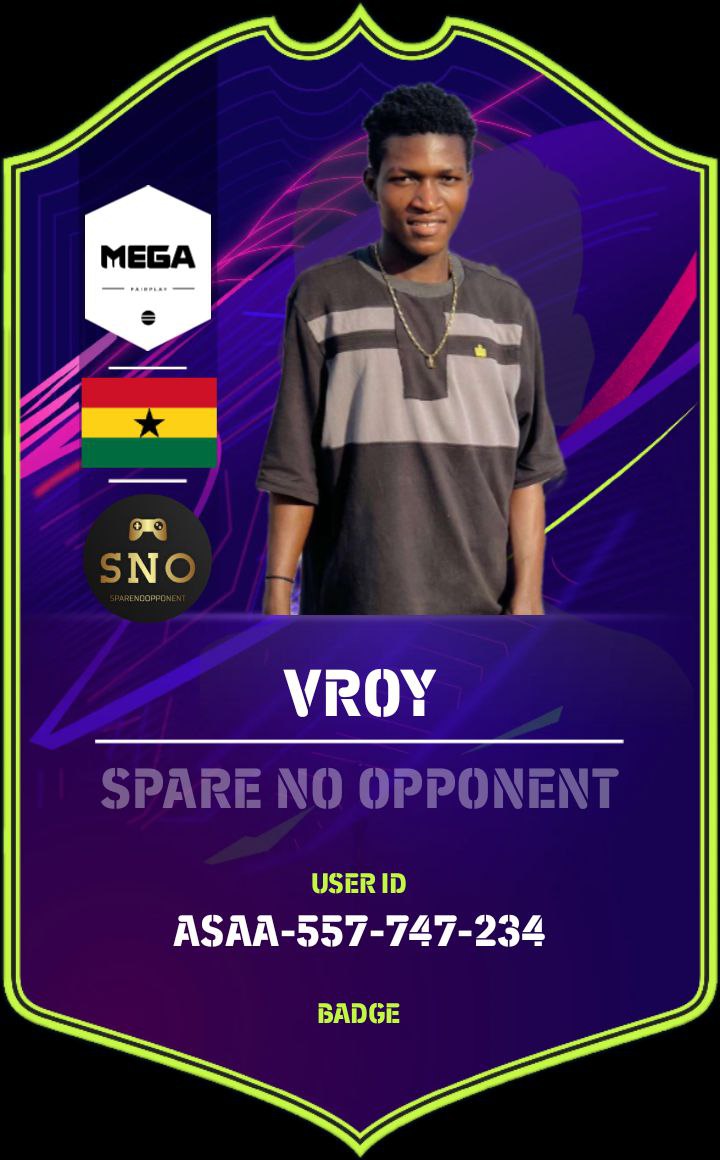 MEGA
FAIRPLAY
SNO
SPARENOOPPONENT
VROY
SPARE NO OPPONENT
USER ID
ASAA-557-747-234
BADGE